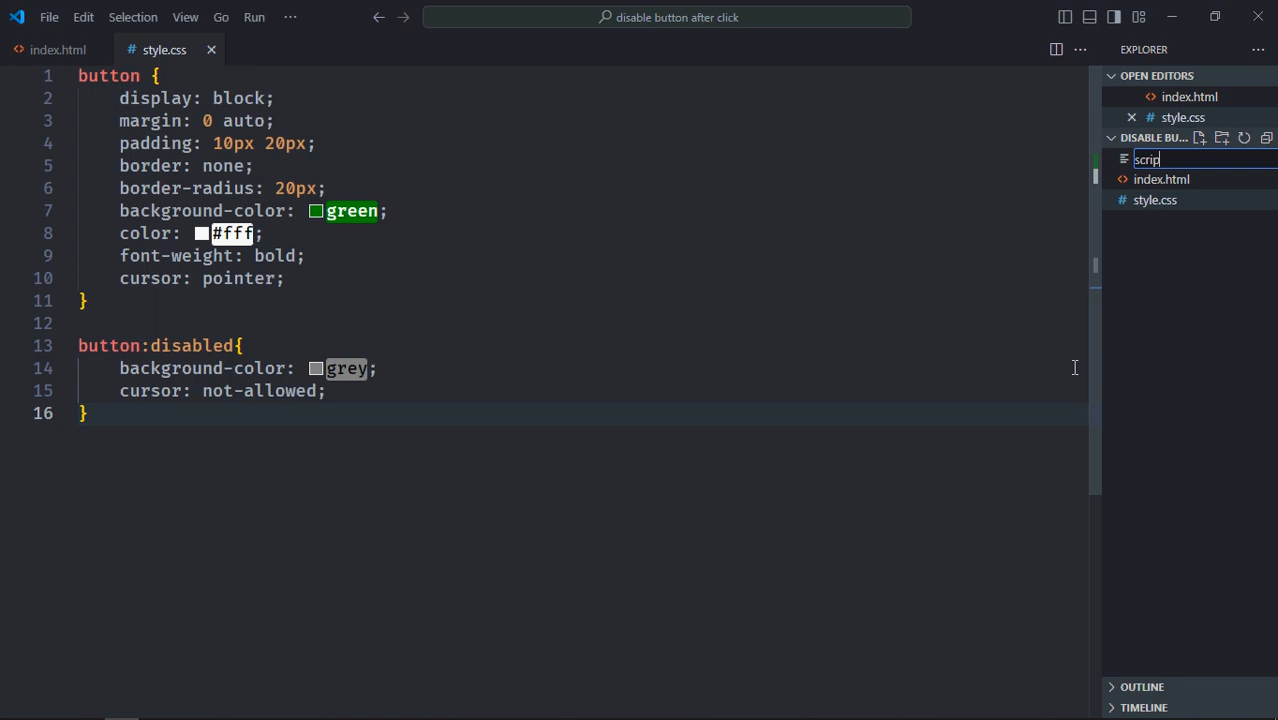 File Edit Selection View Go Run ···
disable button after click
index.html
# style.css
EXPLORER
1 button {
2 display: block;
3 margin: 0 auto;
4 padding: 10px 20px;
5 border: none;
6 border-radius: 20px;
7 background-color: green;
8 color: #fff;
9 font-weight: bold;
10 cursor: pointer;
11 }
12
13 button:disabled{
14 background-color: grey;
15 cursor: not-allowed;
16 }
OPEN EDITORS
index.html
# style.css
DISABLE BU...
scrip
index.html
# style.css
OUTLINE
TIMELINE